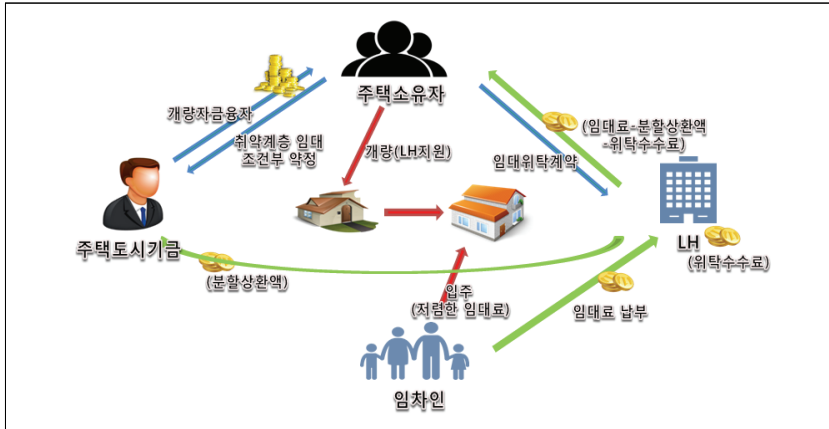 주택소유자
개량자금융자
취약계층 임대
조건부 약정
개량(LH지원)
임대위탁계약
(임대료-분할상환액
-위탁수수료)
주택도시기금
(분할상환액)
LH
(위탁수수료)
입주
(저렴한 임대료)
임대료 납부
임차인